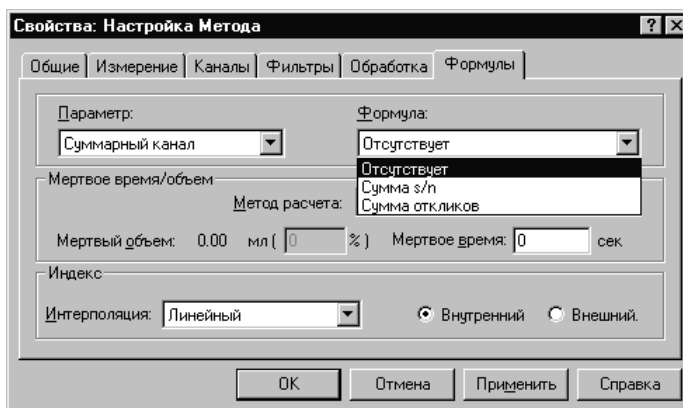 Свойства: Настройка Метода
Общие Измерение Каналы Фильтры Обработка Формулы
Параметр: Формула:
Суммарный канал Отсутствует
Отсутствует
Сумма s/n
Сумма откликов
Мертвое время/объем
Метод расчета:
Мертвый объем: 0.00 мл ( 0 % ) Мертвое время: 0 сек
Индекс
Интерполяция: Линейный Внутренний Внешний.
OK Отмена Применить Справка